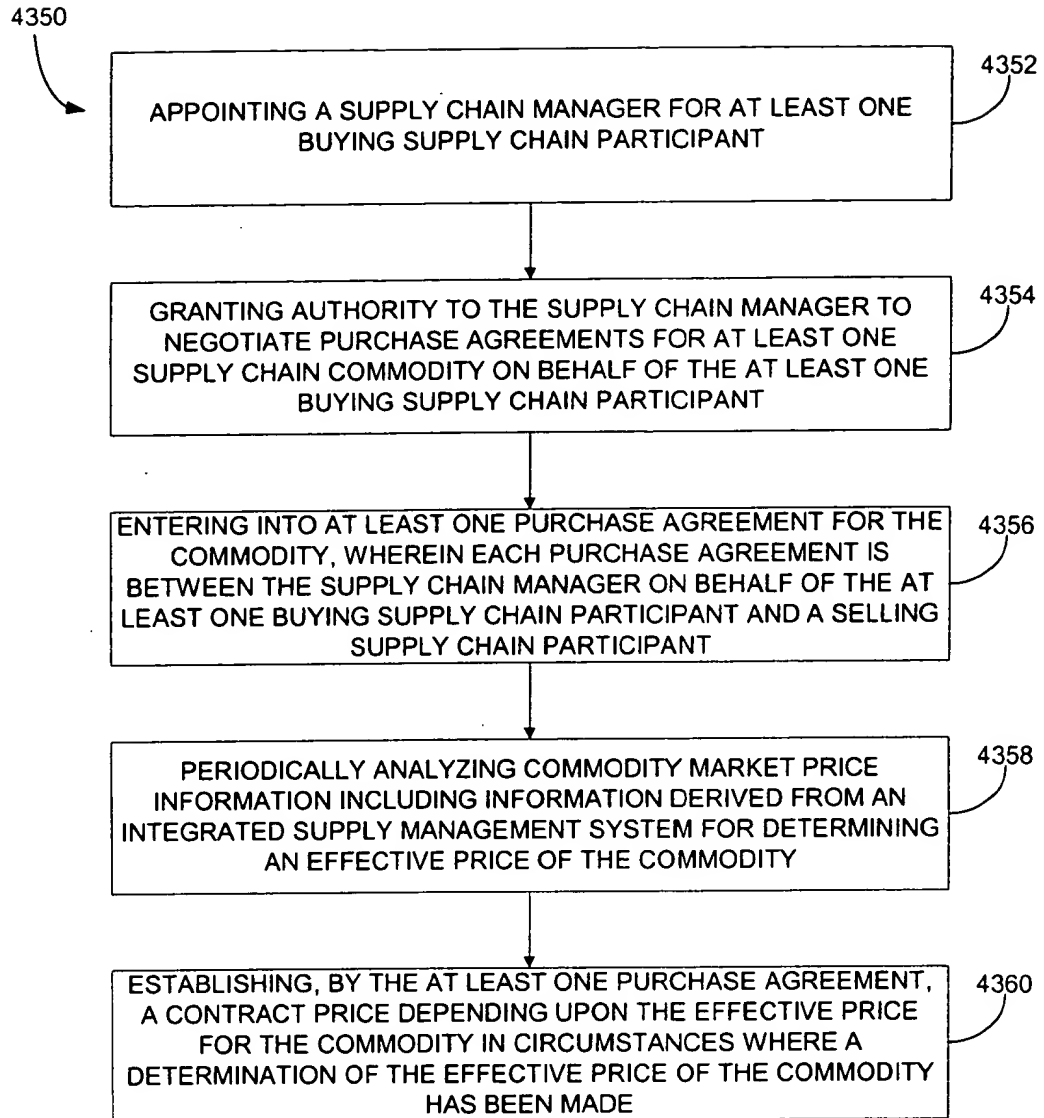 4350
4352
APPOINTING A SUPPLY CHAIN MANAGER FOR AT LEAST ONE
BUYING SUPPLY CHAIN PARTICIPANT
4354
GRANTING AUTHORITY TO THE SUPPLY CHAIN MANAGER TO
NEGOTIATE PURCHASE AGREEMENTS FOR AT LEAST ONE
SUPPLY CHAIN COMMODITY ON BEHALF OF THE AT LEAST ONE
BUYING SUPPLY CHAIN PARTICIPANT
4356
ENTERING INTO AT LEAST ONE PURCHASE AGREEMENT FOR THE
COMMODITY, WHEREIN EACH PURCHASE AGREEMENT IS
BETWEEN THE SUPPLY CHAIN MANAGER ON BEHALF OF THE AT
LEAST ONE BUYING SUPPLY CHAIN PARTICIPANT AND A SELLING
SUPPLY CHAIN PARTICIPANT
4358
PERIODICALLY ANALYZING COMMODITY MARKET PRICE
INFORMATION INCLUDING INFORMATION DERIVED FROM AN
INTEGRATED SUPPLY MANAGEMENT SYSTEM FOR DETERMINING
AN EFFECTIVE PRICE OF THE COMMODITY
4360
ESTABLISHING, BY THE AT LEAST ONE PURCHASE AGREEMENT,
A CONTRACT PRICE DEPENDING UPON THE EFFECTIVE PRICE
FOR THE COMMODITY IN CIRCUMSTANCES WHERE A
DETERMINATION OF THE EFFECTIVE PRICE OF THE COMMODITY
HAS BEEN MADE